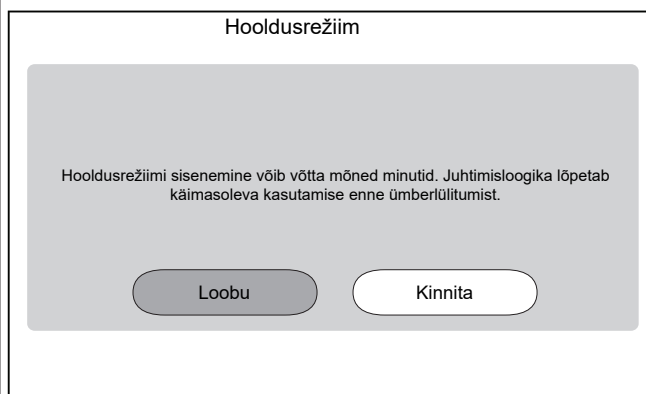 Hooldusrežiim
Hooldusrežiimi sisenemine võib võtta mõned minutid. Juhtimisloogika lõpetab
käimasoleva kasutamise enne ümberlülitumist.
Loobu
Kinnita